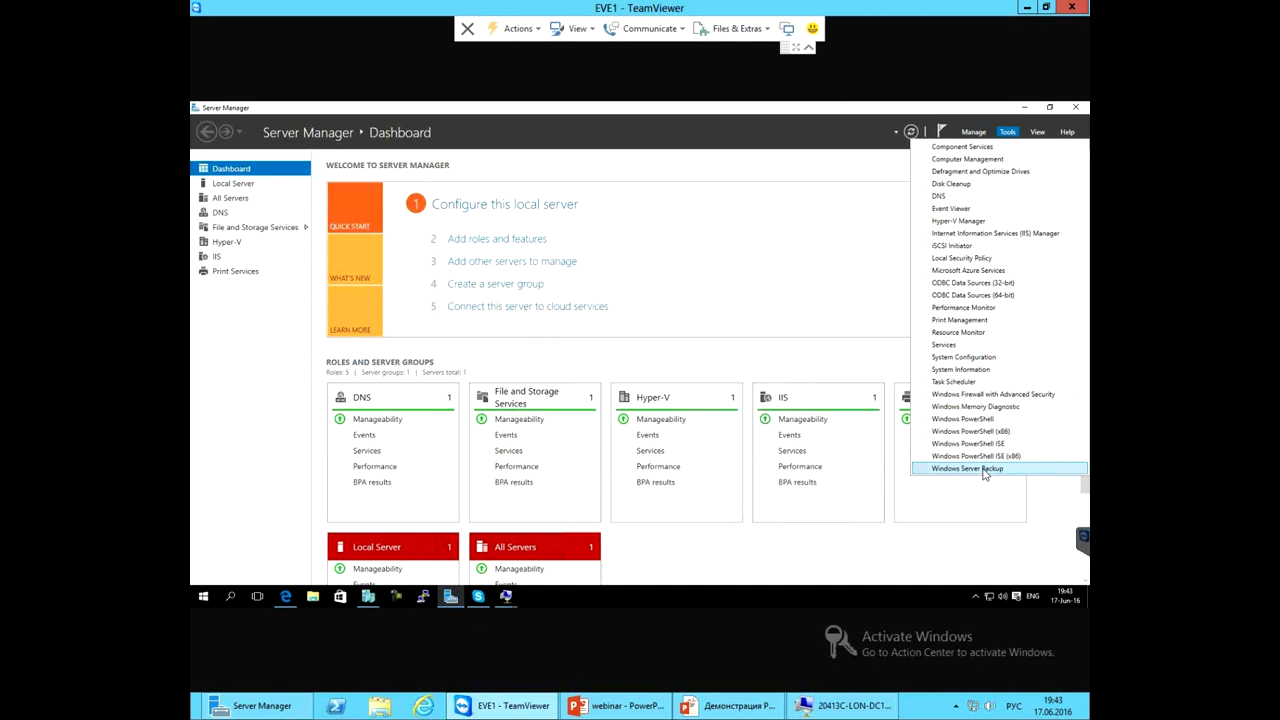 EVE1 - TeamViewer
Actions
View
Communicate
Files & Extras
Server Manager
Server Manager • Dashboard
Manage
Tools
View
Help
Dashboard
Local Server
All Servers
DNS
File and Storage Services
Hyper-V
IIS
Print Services
WELCOME TO SERVER MANAGER
QUICK START
WHAT'S NEW
LEARN MORE
1 Configure this local server
2 Add roles and features
3 Add other servers to manage
4 Create a server group
5 Connect this server to cloud services
ROLES AND SERVER GROUPS
Roles: 5 | Server groups: 1 | Servers total: 1
DNS 1
Manageability
Events
Services
Performance
BPA results
File and Storage
Services 1
Manageability
Events
Services
Performance
BPA results
Hyper-V 1
Manageability
Events
Services
Performance
BPA results
IIS 1
Manageability
Events
Services
Performance
BPA results
Local Server 1
Manageability
Events
All Servers 1
Manageability
Events
Component Services
Computer Management
Defragment and Optimize Drives
Disk Cleanup
DNS
Event Viewer
Hyper-V Manager
Internet Information Services (IIS) Manager
iSCSI Initiator
Local Security Policy
Microsoft Azure Services
ODBC Data Sources (32-bit)
ODBC Data Sources (64-bit)
Performance Monitor
Print Management
Resource Monitor
Services
System Configuration
System Information
Task Scheduler
Windows Firewall with Advanced Security
Windows Memory Diagnostic
Windows PowerShell
Windows PowerShell (x86)
Windows PowerShell ISE
Windows PowerShell ISE (x86)
Windows Server Backup
ENG
19:43
17-Jun-16
Activate Windows
Go to Action Center to activate Windows.
Server Manager
EVE1 - TeamViewer
webinar - PowerP...
Демонстрация P...
20413C-LON-DC1...
РУС
19:43
17.06.2016